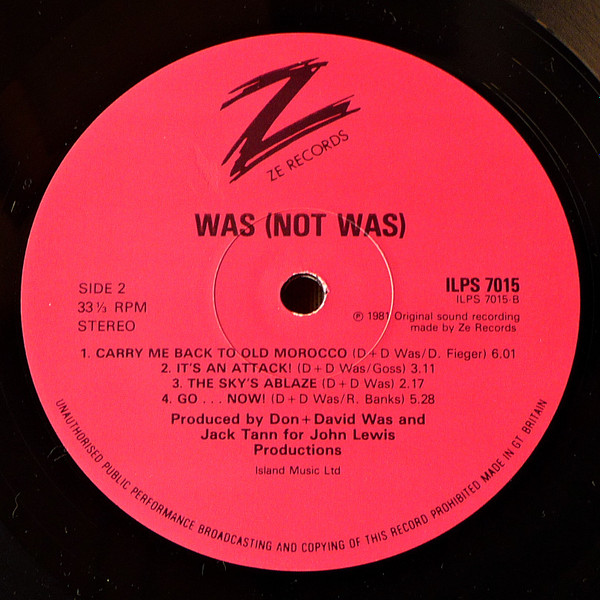 Z
ZE RECORDS
WAS (NOT WAS)
SIDE 2
33⅓ RPM
STEREO
ILPS 7015
ILPS 7015-B
℗ 1981 Original sound recording
made by Ze Records
1. CARRY ME BACK TO OLD MOROCCO (D + D Was/D. Fieger) 6.01
2. IT'S AN ATTACK! (D + D Was/Goss) 3.11
3. THE SKY'S ABLAZE (D + D Was) 2.17
4. GO . . . NOW! (D + D Was/R. Banks) 5.28
Produced by Don + David Was and
Jack Tann for John Lewis
Productions
Island Music Ltd
UNAUTHORISED PUBLIC PERFORMANCE BROADCASTING AND COPYING OF THIS RECORD PROHIBITED MADE IN GT BRITAIN